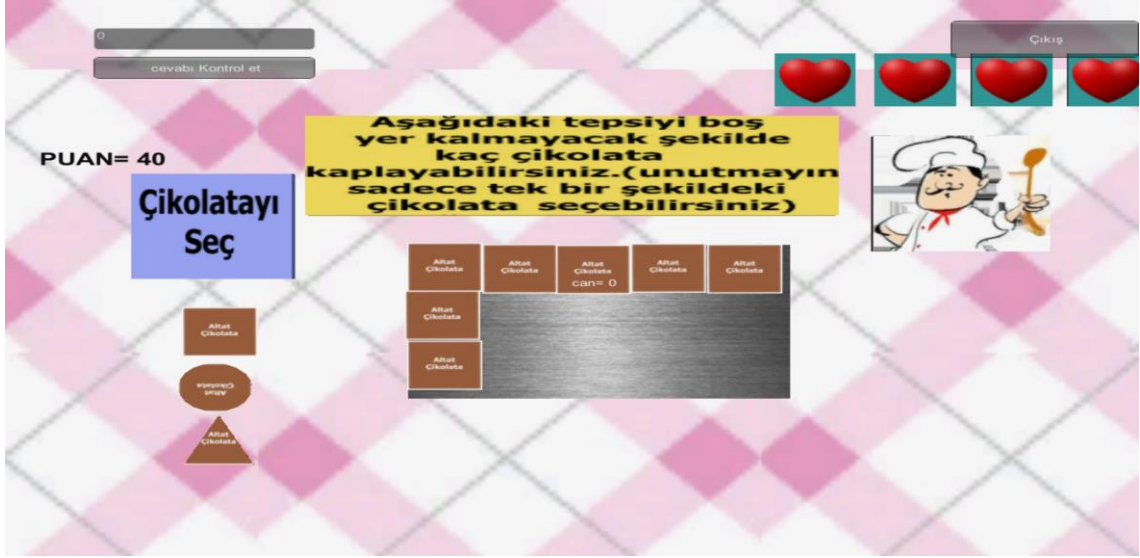 0
cevabı Kontrol et
Çıkış
PUAN= 40
Aşağıdaki tepsiyi boş
yer kalmayacak şekilde
kaç çikolata
kaplayabilirsiniz.(unutmayın
sadece tek bir şekildeki
çikolata seçebilirsiniz)
Çikolatayı
Seç
Altat
Çikolata
Altat
Çikolata
Altat
Çikolata
can= 0
Altat
Çikolata
Altat
Çikolata
Altat
Çikolata
Altat
Çikolata
Altat
Çikolata
Altat
Çikolata
Altat
Çikolata